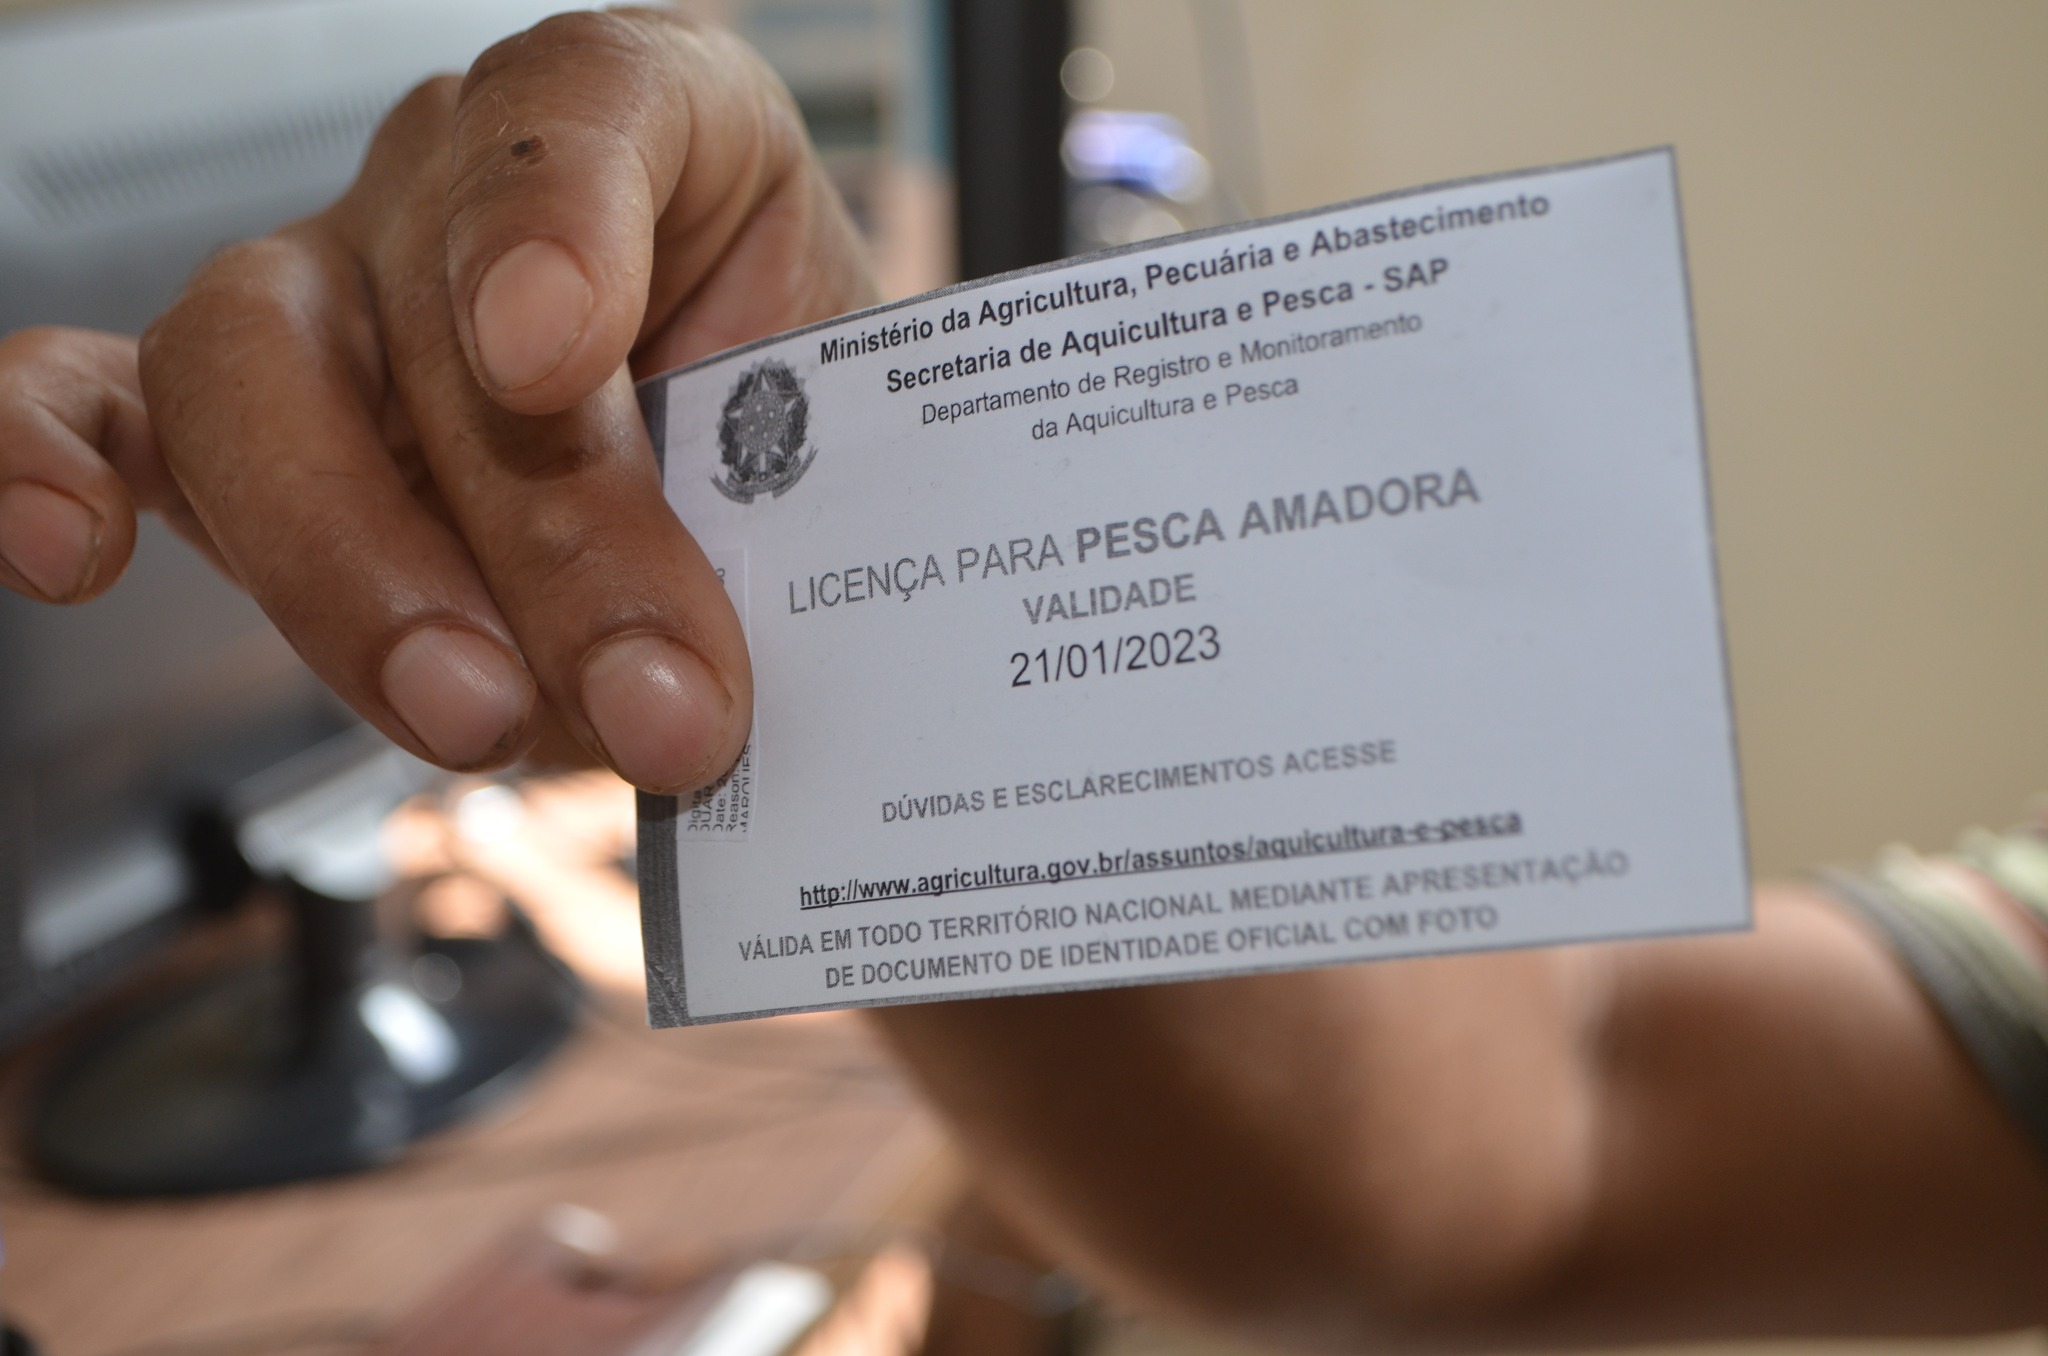 Ministério da Agricultura, Pecuária e Abastecimento
Secretaria de Aquicultura e Pesca - SAP
Departamento de Registro e Monitoramento
da Aquicultura e Pesca
LICENÇA PARA PESCA AMADORA
VALIDADE
21/01/2023
DÚVIDAS E ESCLARECIMENTOS ACESSE
http://www.agricultura.gov.br/assuntos/aquicultura-e-pesca
VÁLIDA EM TODO TERRITÓRIO NACIONAL MEDIANTE APRESENTAÇÃO
DE DOCUMENTO DE IDENTIDADE OFICIAL COM FOTO
Date:
Reason: